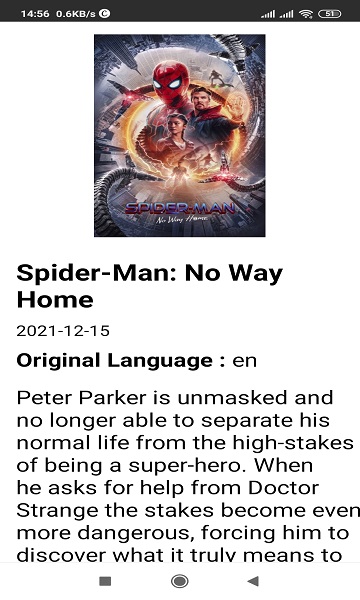 14:56 0.6KB/s C 51
SPIDER-MAN
No Way Home
Spider-Man: No Way
Home
2021-12-15
Original Language : en
Peter Parker is unmasked and
no longer able to separate his
normal life from the high-stakes
of being a super-hero. When
he asks for help from Doctor
Strange the stakes become even
more dangerous, forcing him to
discover what it truly means to